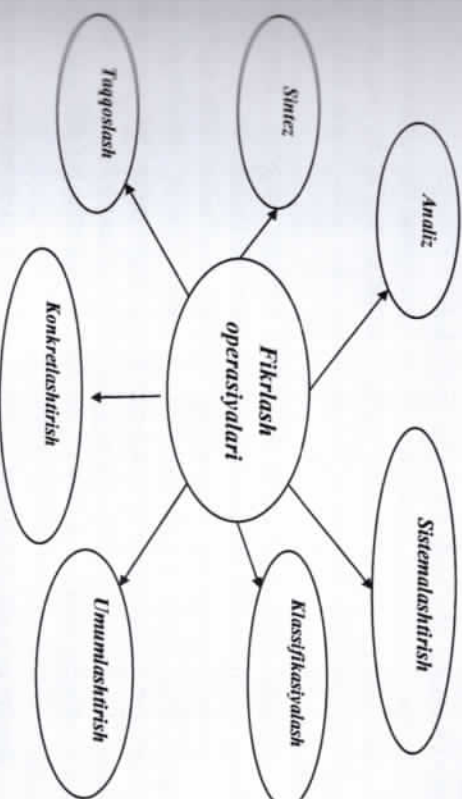 Analiz
Sistemalashtirish
Sintez
Fikrlash
operasiyalari
Klassifikasiyalash
Taqqoslash
Konkretlashtirish
Umumlashtirish